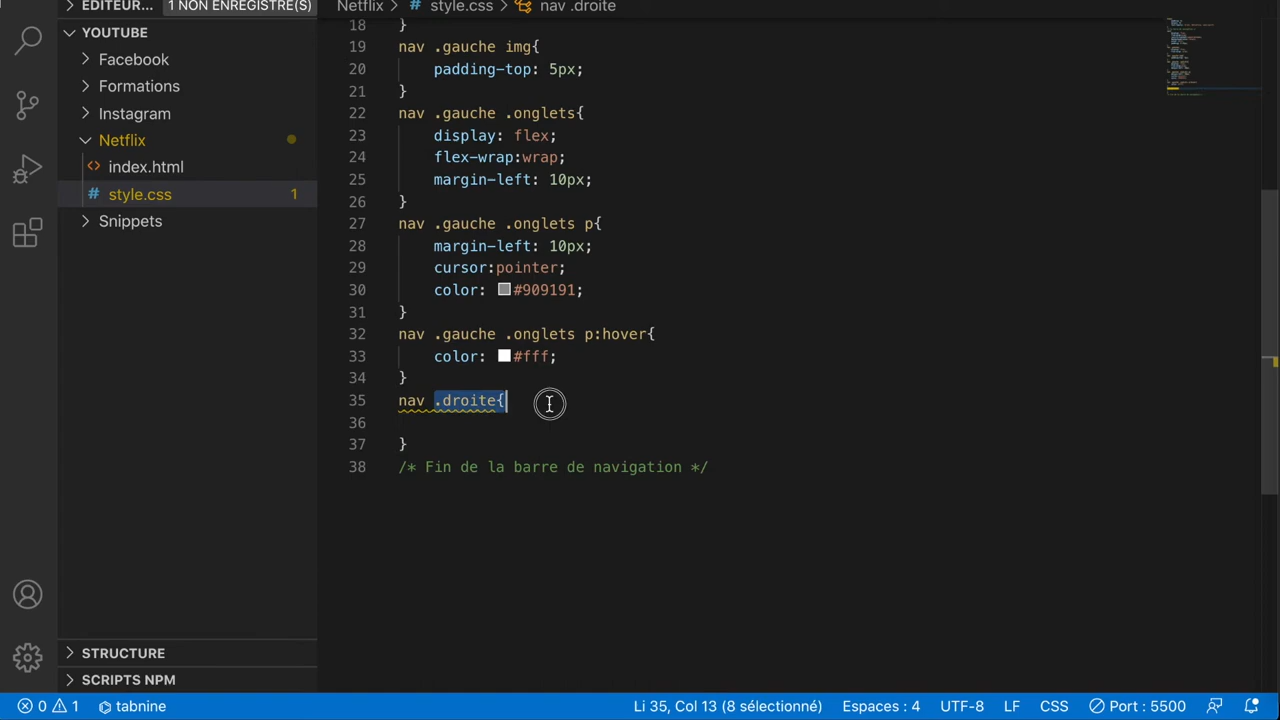 EDITEUR... 1 NON ENREGISTRE(S)
Netflix > # style.css > nav .droite
YOUTUBE
Facebook
Formations
Instagram
Netflix
index.html
style.css 1
Snippets
STRUCTURE
SCRIPTS NPM
18 }
19 nav .gauche img{
20 padding-top: 5px;
21 }
22 nav .gauche .onglets{
23 display: flex;
24 flex-wrap:wrap;
25 margin-left: 10px;
26 }
27 nav .gauche .onglets p{
28 margin-left: 10px;
29 cursor:pointer;
30 color: #909191;
31 }
32 nav .gauche .onglets p:hover{
33 color: #fff;
34 }
35 nav .droite{
36
37 }
38 /* Fin de la barre de navigation */
0 1 tabnine Li 35, Col 13 (8 sélectionné) Espaces : 4 UTF-8 LF CSS Port : 5500